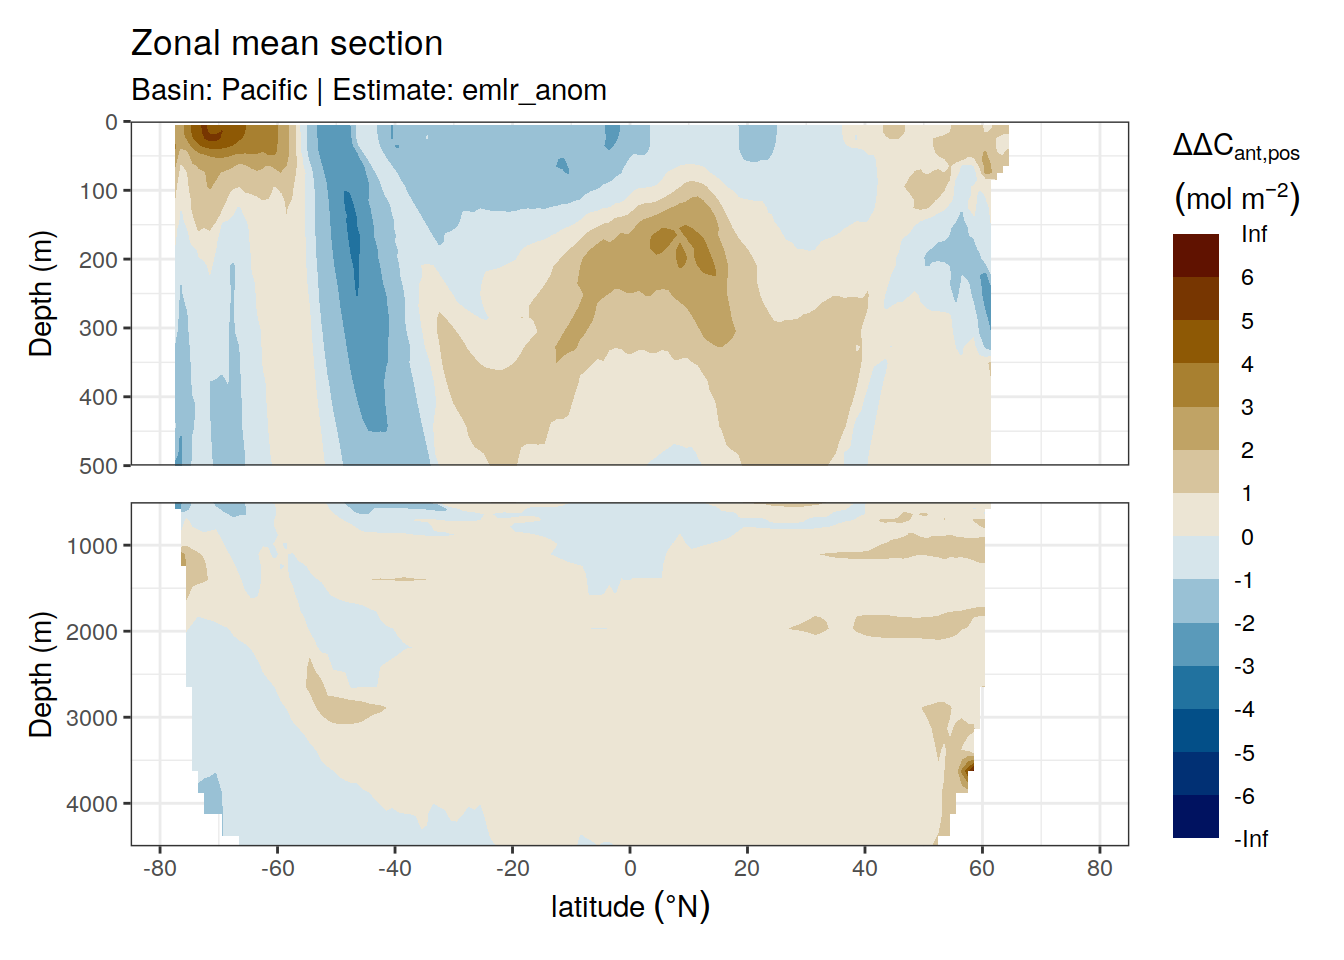 Zonal mean section
Basin: Pacific | Estimate: emlr_anom
0
100
200
300
400
500
Depth (m)
1000
2000
3000
4000
Depth (m)
-80 -60 -40 -20 0 20 40 60 80
latitude (°N)
ΔΔC_ant,pos
(mol m⁻²)
Inf
6
5
4
3
2
1
0
-1
-2
-3
-4
-5
-6
-Inf